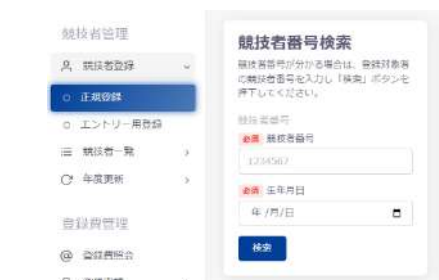 競技者管理
競技者登録
正規登録
エントリー用登録
競技者一覧
年度更新
登録費管理
登録費照会
競技者番号検索
競技者番号が分かる場合は、登録対象者
の競技者番号を入力し「検索」ボタンを
押下してください。
競技者番号
必須 競技者番号
1234567
必須 生年月日
年 /月/日
検索